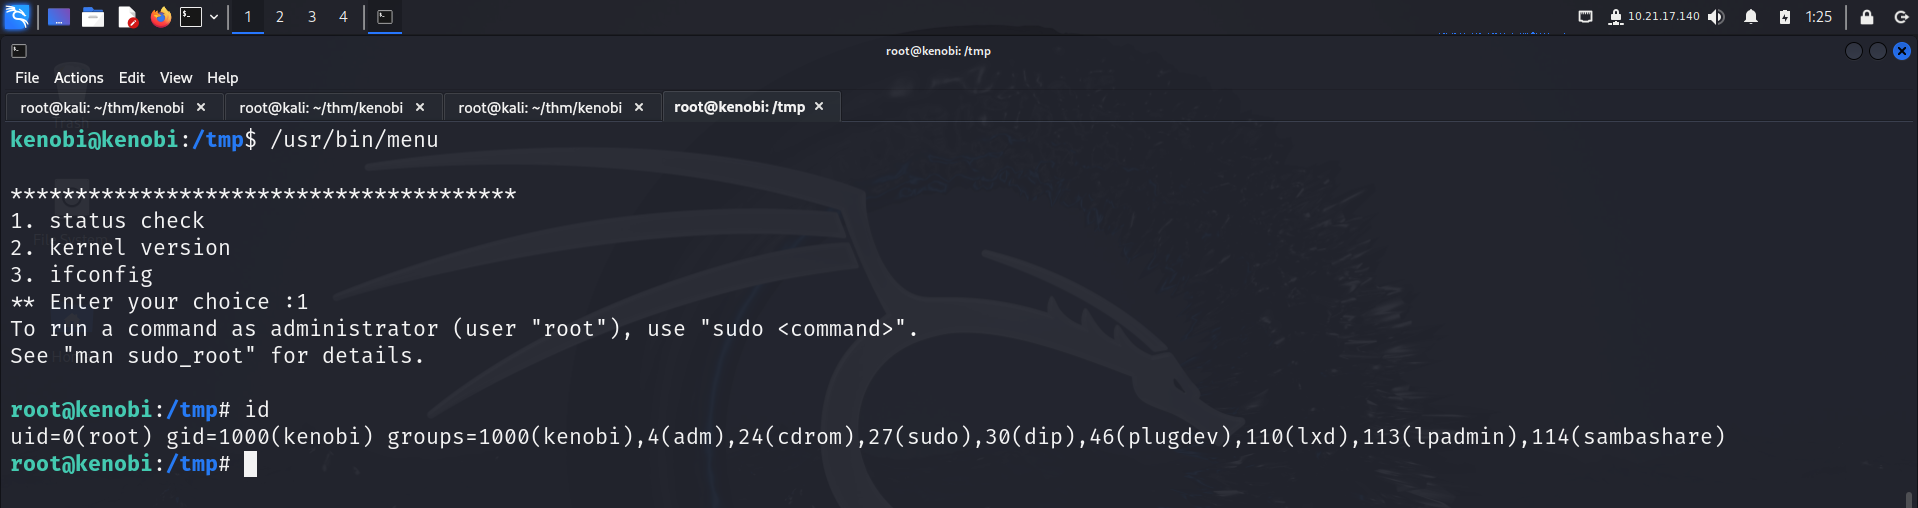 1 2 3 4 10.21.17.140 1:25
root@kenobi: /tmp
File Actions Edit View Help
root@kali: ~/thm/kenobi × root@kali: ~/thm/kenobi × root@kali: ~/thm/kenobi × root@kenobi: /tmp ×
kenobi@kenobi:/tmp$ /usr/bin/menu
***************************************
1. status check
2. kernel version
3. ifconfig
** Enter your choice :1
To run a command as administrator (user "root"), use "sudo <command>".
See "man sudo_root" for details.
root@kenobi:/tmp# id
uid=0(root) gid=1000(kenobi) groups=1000(kenobi),4(adm),24(cdrom),27(sudo),30(dip),46(plugdev),110(lxd),113(lpadmin),114(sambashare)
root@kenobi:/tmp#